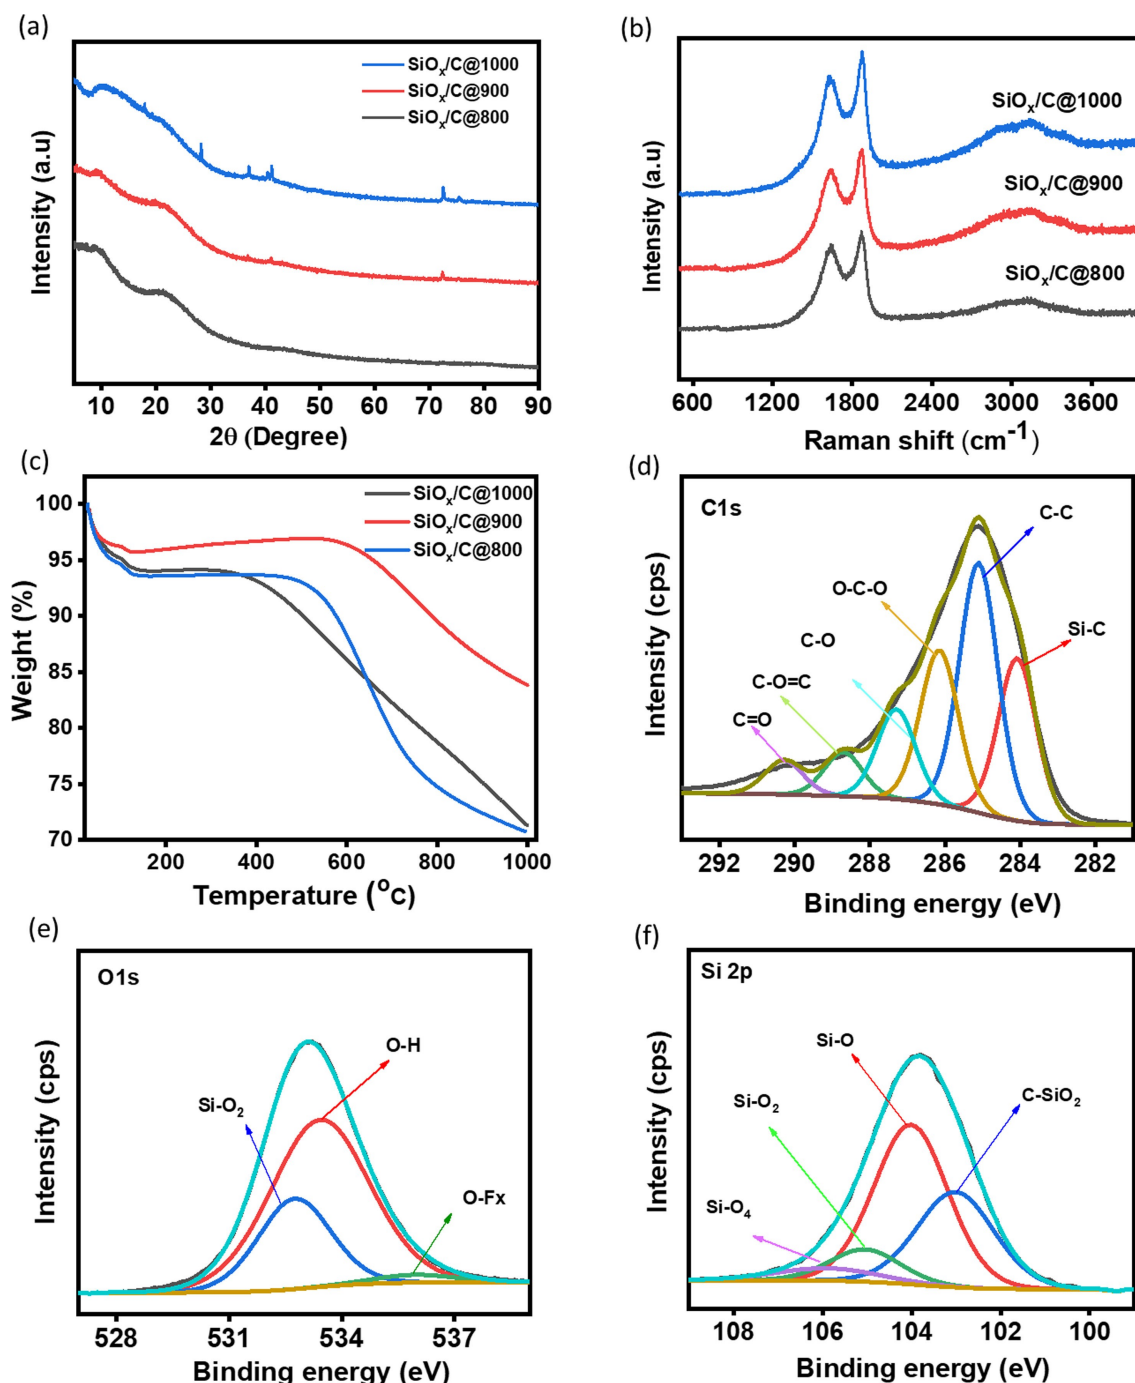 (a)
SiOₓ/C@1000
SiOₓ/C@900
SiOₓ/C@800
Intensity (a.u)
10 20 30 40 50 60 70 80 90
2θ (Degree)
(b)
SiOₓ/C@1000
SiOₓ/C@900
SiOₓ/C@800
Intensity (a.u)
600 1200 1800 2400 3000 3600
Raman shift (cm⁻¹)
(c)
SiOₓ/C@1000
SiOₓ/C@900
SiOₓ/C@800
100
95
90
85
80
75
70
Weight (%)
200 400 600 800 1000
Temperature (°c)
(d)
C1s
C-C
O-C-O
Si-C
C-O
C-O=C
C=O
Intensity (cps)
292 290 288 286 284 282
Binding energy (eV)
(e)
O1s
O-H
Si-O₂
O-Fx
Intensity (cps)
528 531 534 537
Binding energy (eV)
(f)
Si 2p
Si-O
Si-O₂
C-SiO₂
Si-O₄
Intensity (cps)
108 106 104 102 100
Binding energy (eV)